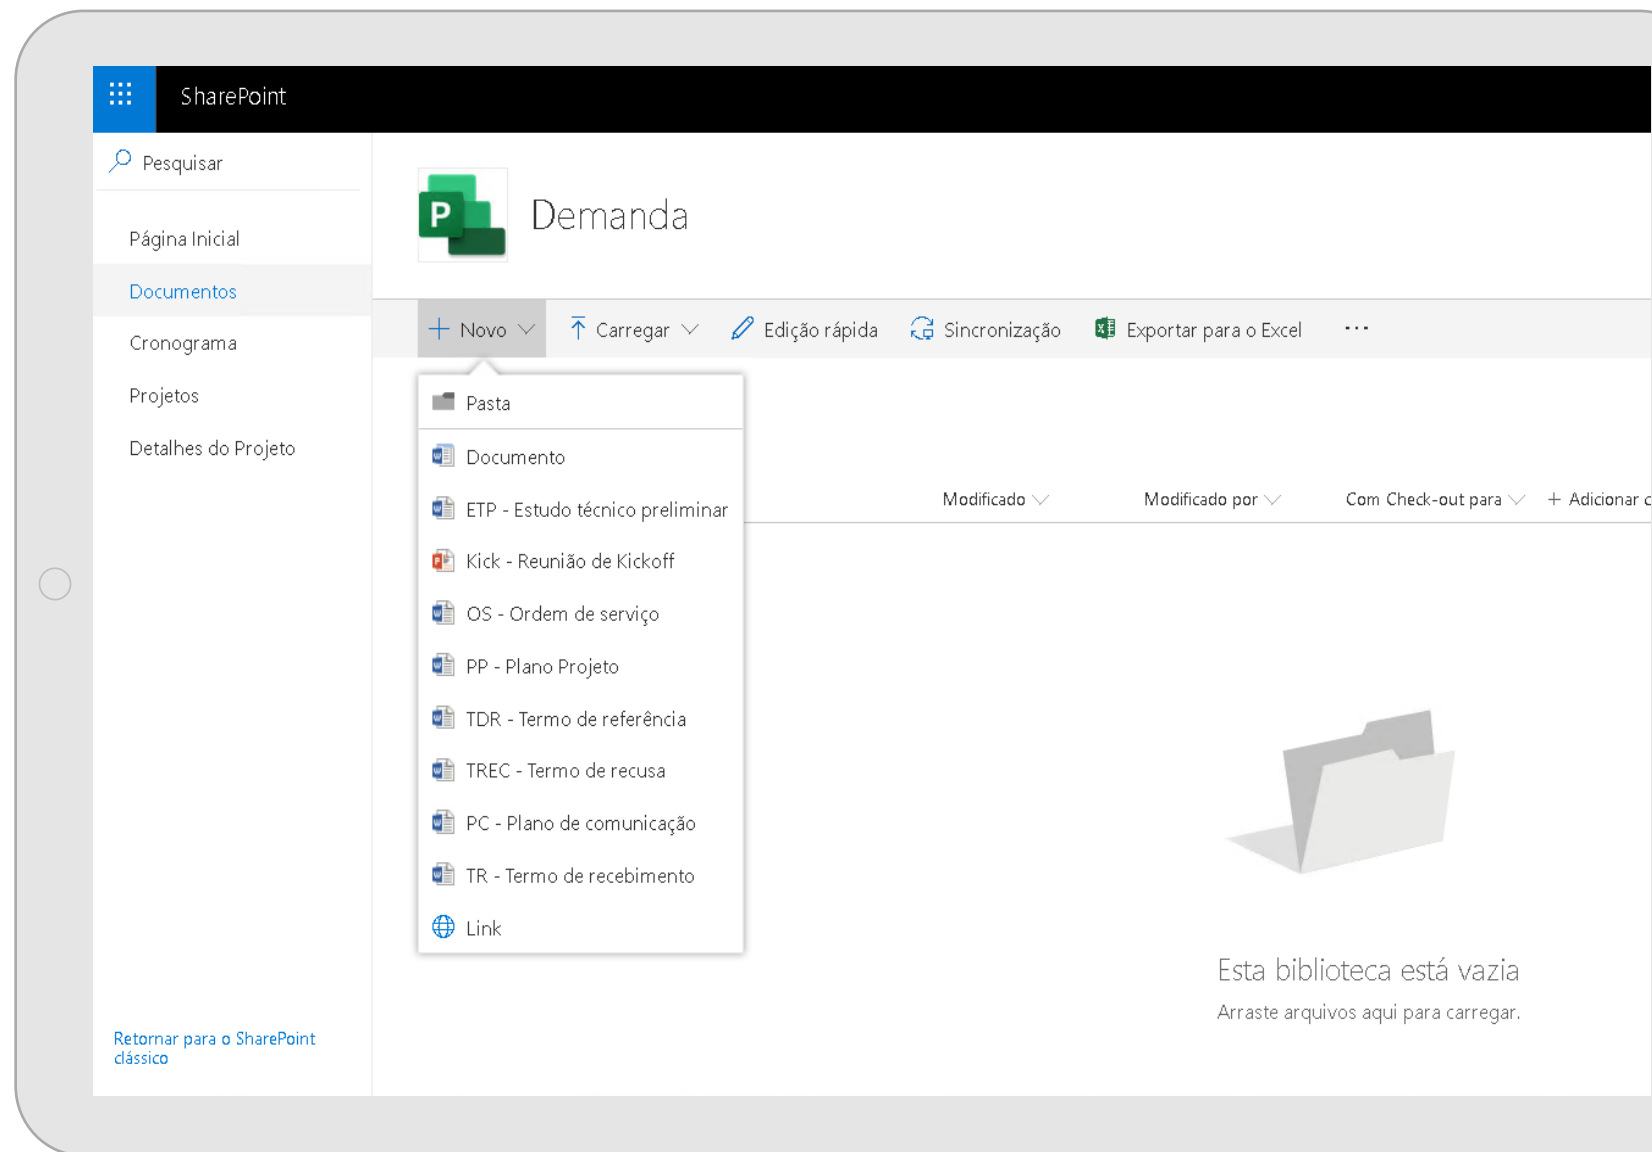 SharePoint
Pesquisar
Página Inicial
Documentos
Cronograma
Projetos
Detalhes do Projeto
Retornar para o SharePoint
clássico
P
Demanda
Novo
Carregar
Edição rápida
Sincronização
Exportar para o Excel
...
Pasta
Documento
ETP - Estudo técnico preliminar
Kick - Reunião de Kickoff
OS - Ordem de serviço
PP - Plano Projeto
TDR - Termo de referência
TREC - Termo de recusa
PC - Plano de comunicação
TR - Termo de recebimento
Link
Modificado
Modificado por
Com Check-out para
+ Adicionar c
Esta biblioteca está vazia
Arraste arquivos aqui para carregar.